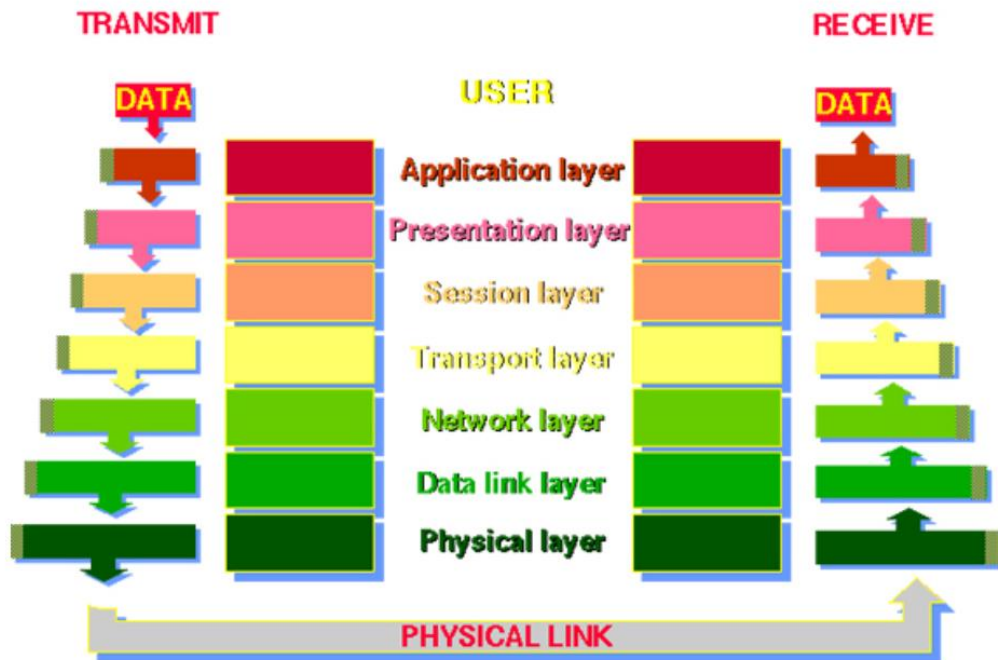 TRANSMIT
RECEIVE
DATA
USER
DATA
Application layer
Presentation layer
Session layer
Transport layer
Network layer
Data link layer
Physical layer
PHYSICAL LINK